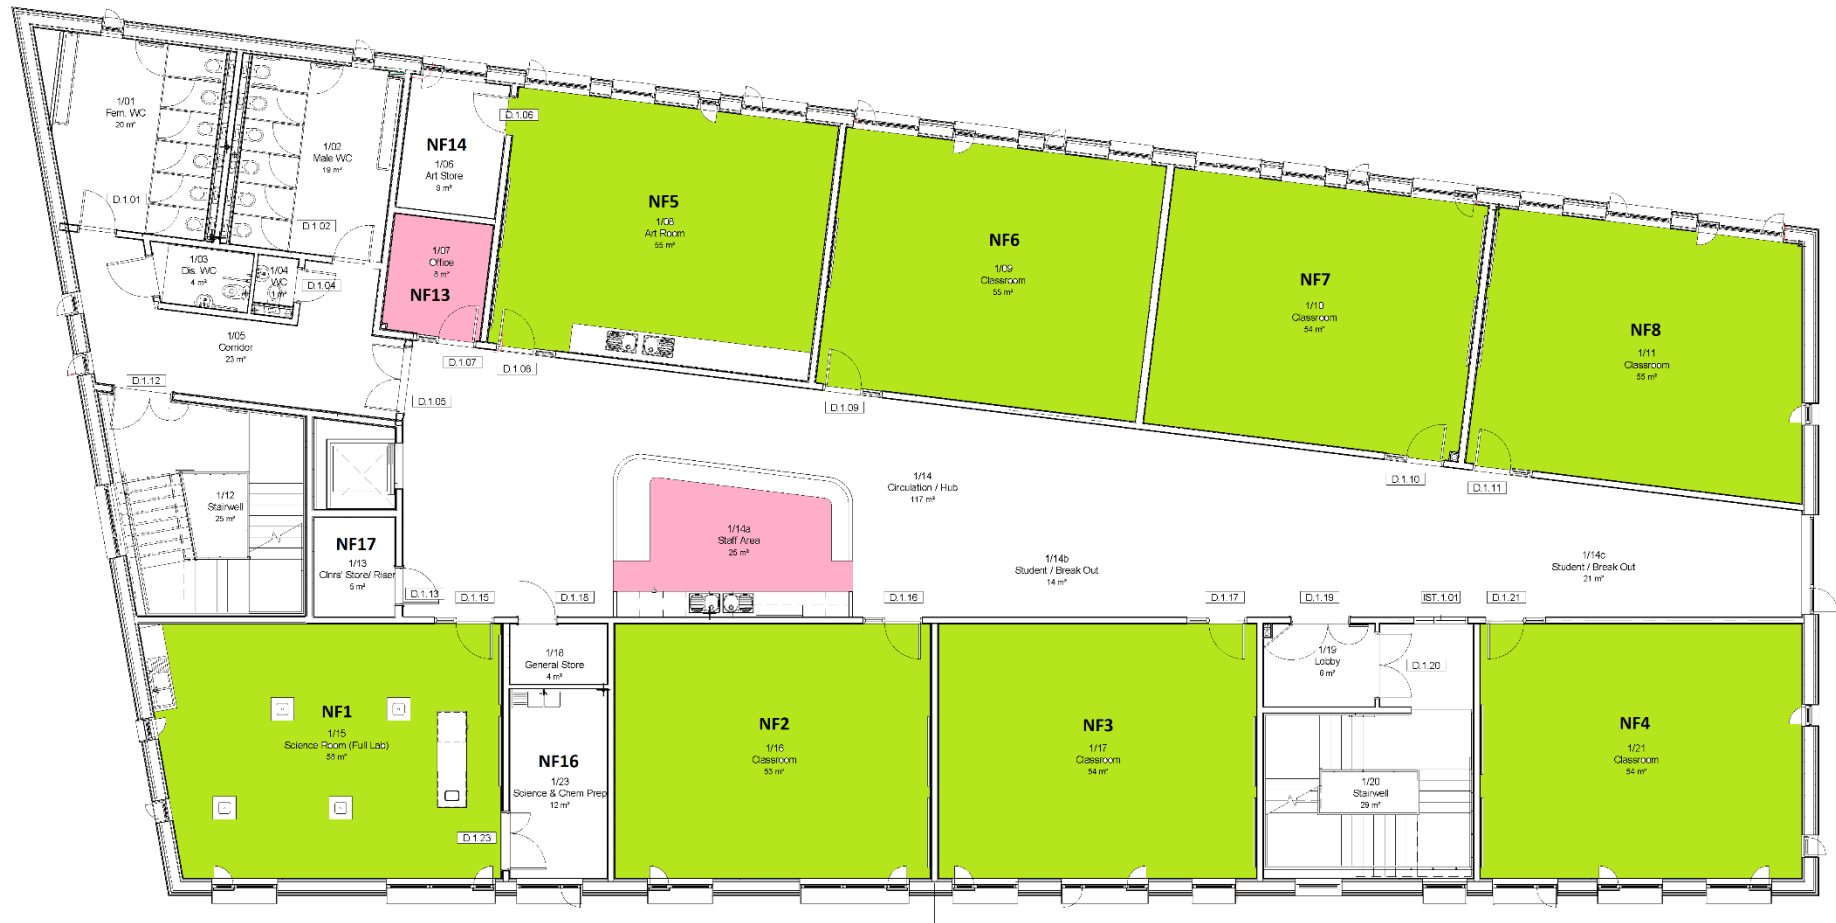 1/01
Fem. WC
20 m²
D.1.01
1/02
Male WC
19 m²
D.1.02
1/03
Dis. WC
4 m²
1/04
WC
1 m²
D.1.04
1/05
Corridor
23 m²
D.1.05
NF14
1/06
Art Store
9 m²
D.1.06
1/07
Office
8 m²
NF13
D.1.07
NF5
1/08
Art Room
55 m²
D.1.08
NF6
1/09
Classroom
55 m²
D.1.09
NF7
1/10
Classroom
54 m²
D.1.10
NF8
1/11
Classroom
55 m²
D.1.11
D.1.12
1/12
Stairwell
25 m²
NF17
1/13
Clnrs' Store/ Riser
5 m²
D.1.13
1/14
Circulation / Hub
117 m²
1/14a
Staff Area
25 m²
1/14b
Student / Break Out
14 m²
1/14c
Student / Break Out
21 m²
D.1.15
D.1.18
D.1.16
D.1.17
D.1.19
IST.1.01
D.1.21
NF1
1/15
Science Room (Full Lab)
58 m²
1/18
General Store
4 m²
NF16
1/23
Science & Chem Prep
12 m²
D.1.23
NF2
1/16
Classroom
53 m²
NF3
1/17
Classroom
54 m²
1/19
Lobby
6 m²
D.1.20
1/20
Stairwell
29 m²
NF4
1/21
Classroom
54 m²